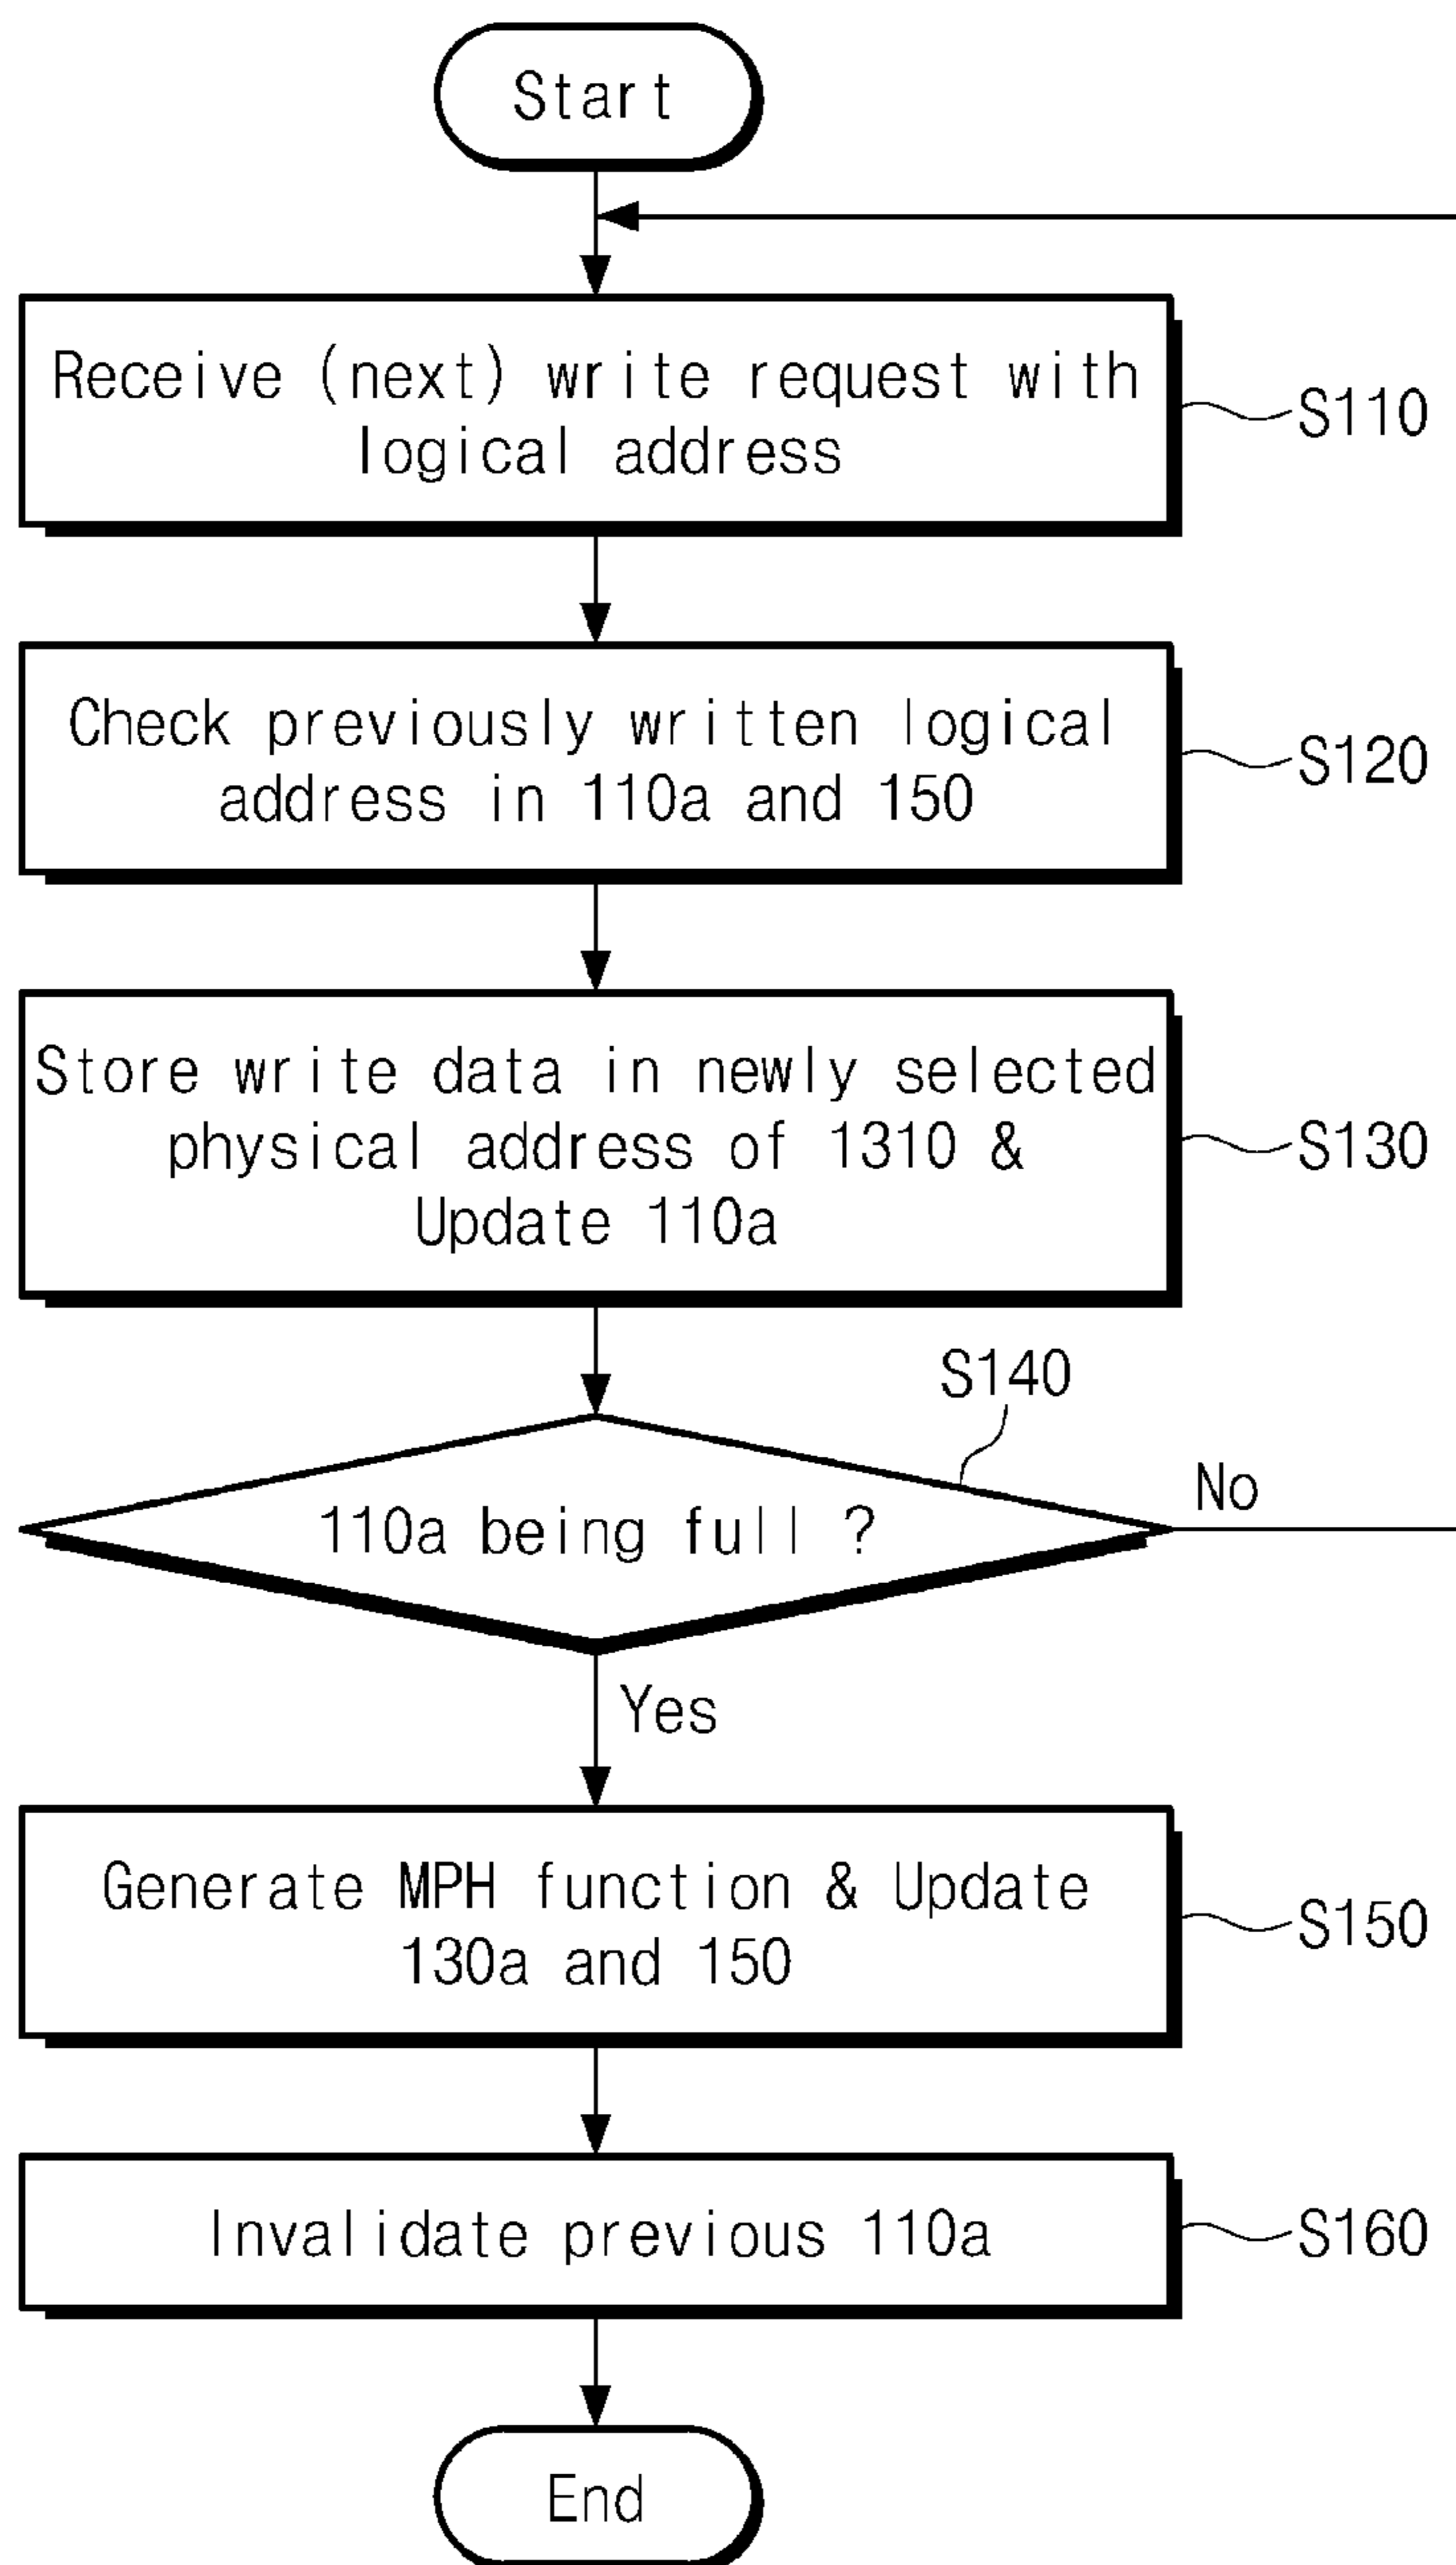 Start
Receive (next) write request with
logical address
S110
Check previously written logical
address in 110a and 150
S120
Store write data in newly selected
physical address of 1310 &
Update 110a
S130
S140
110a being full ?
No
Yes
Generate MPH function & Update
130a and 150
S150
Invalidate previous 110a
S160
End